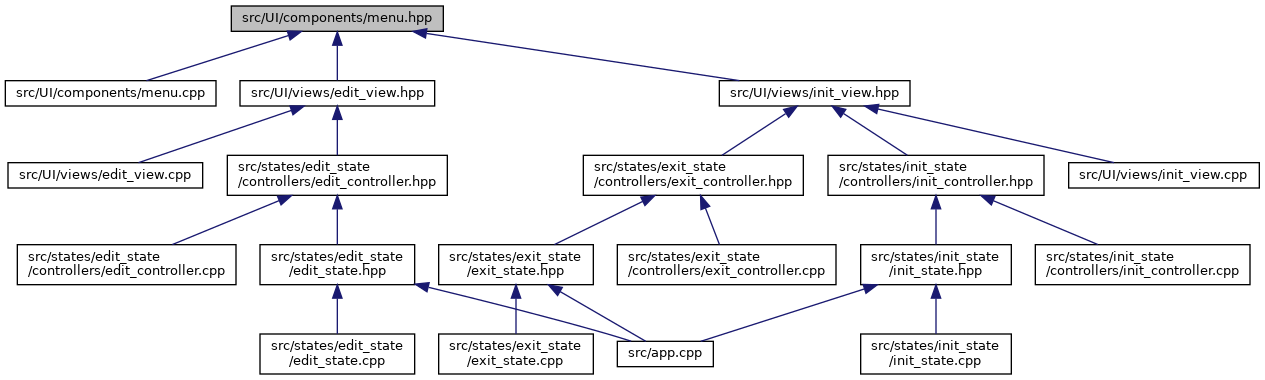 src/UI/components/menu.hpp
src/UI/components/menu.cpp
src/UI/views/edit_view.hpp
src/UI/views/init_view.hpp
src/UI/views/edit_view.cpp
src/states/edit_state
/controllers/edit_controller.hpp
src/states/exit_state
/controllers/exit_controller.hpp
src/states/init_state
/controllers/init_controller.hpp
src/UI/views/init_view.cpp
src/states/edit_state
/controllers/edit_controller.cpp
src/states/edit_state
/edit_state.hpp
src/states/exit_state
/exit_state.hpp
src/states/exit_state
/controllers/exit_controller.cpp
src/states/init_state
/init_state.hpp
src/states/init_state
/controllers/init_controller.cpp
src/states/edit_state
/edit_state.cpp
src/states/exit_state
/exit_state.cpp
src/app.cpp
src/states/init_state
/init_state.cpp